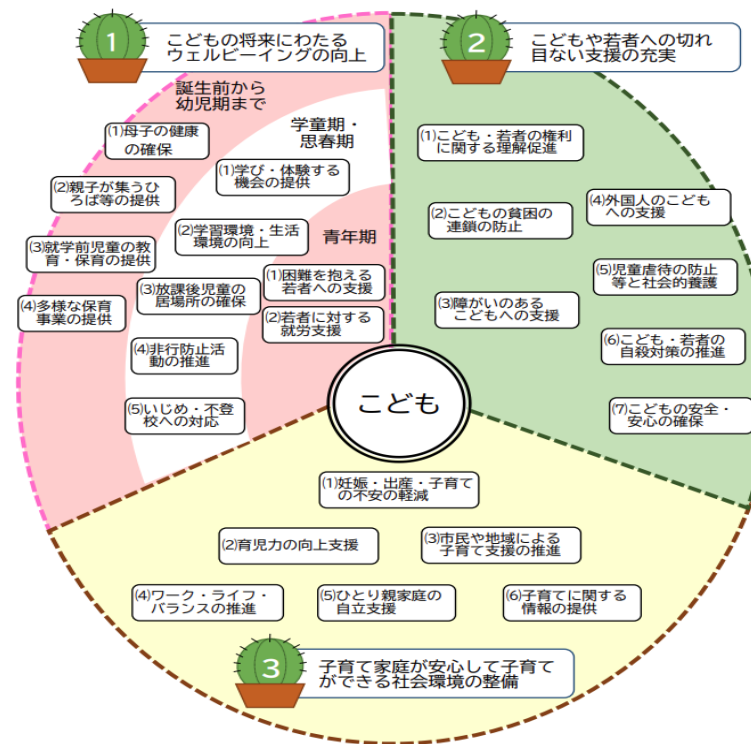 1
こどもの将来にわたる
ウェルビーイングの向上
誕生前から
幼児期まで
(1)母子の健康
の確保
(2)親子が集うひ
ろば等の提供
(3)就学前児童の教
育・保育の提供
(4)多様な保育
事業の提供
学童期・
思春期
(1)学び・体験する
機会の提供
(2)学習環境・生活
環境の向上
(3)放課後児童の
居場所の確保
(4)非行防止活
動の推進
(5)いじめ・不登
校への対応
青年期
(1)困難を抱える
若者への支援
(2)若者に対する
就労支援
2
こどもや若者への切れ
目ない支援の充実
(1)こども・若者の権利
に関する理解促進
(2)こどもの貧困の
連鎖の防止
(3)障がいのある
こどもへの支援
(4)外国人のこども
への支援
(5)児童虐待の防止
等と社会的養護
(6)こども・若者の
自殺対策の推進
(7)こどもの安全・
安心の確保
こども
(1)妊娠・出産・子育て
の不安の軽減
(2)育児力の向上支援
(3)市民や地域による
子育て支援の推進
(4)ワーク・ライフ・
バランスの推進
(5)ひとり親家庭の
自立支援
(6)子育てに関する
情報の提供
3
子育て家庭が安心して子育て
ができる社会環境の整備